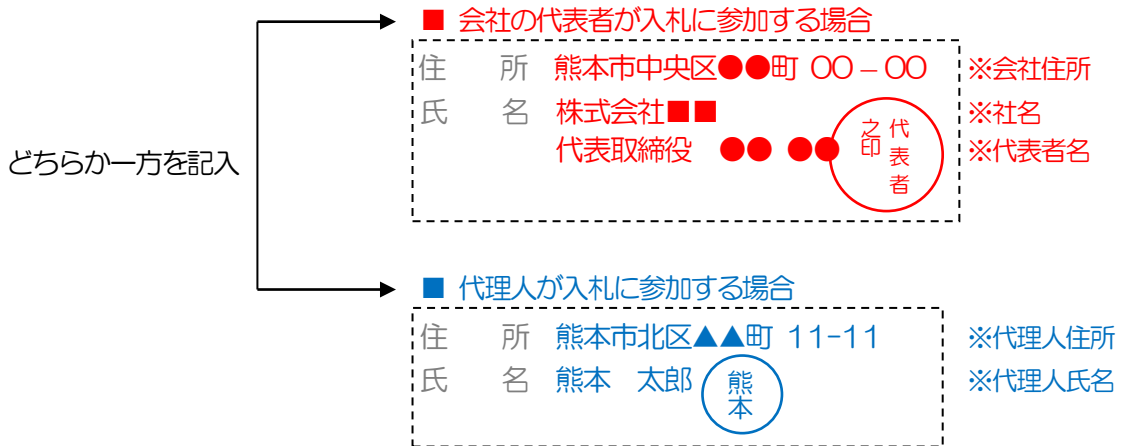 ■ 会社の代表者が入札に参加する場合
住　　所　熊本市中央区●●町 〇〇 – 〇〇　※会社住所
氏　　名　株式会社■■　※社名
代表取締役　●● ●●　※代表者名
代表者
之印
どちらか一方を記入
■ 代理人が入札に参加する場合
住　　所　熊本市北区▲▲町 11-11　※代理人住所
氏　　名　熊本　太郎　※代理人氏名
熊本